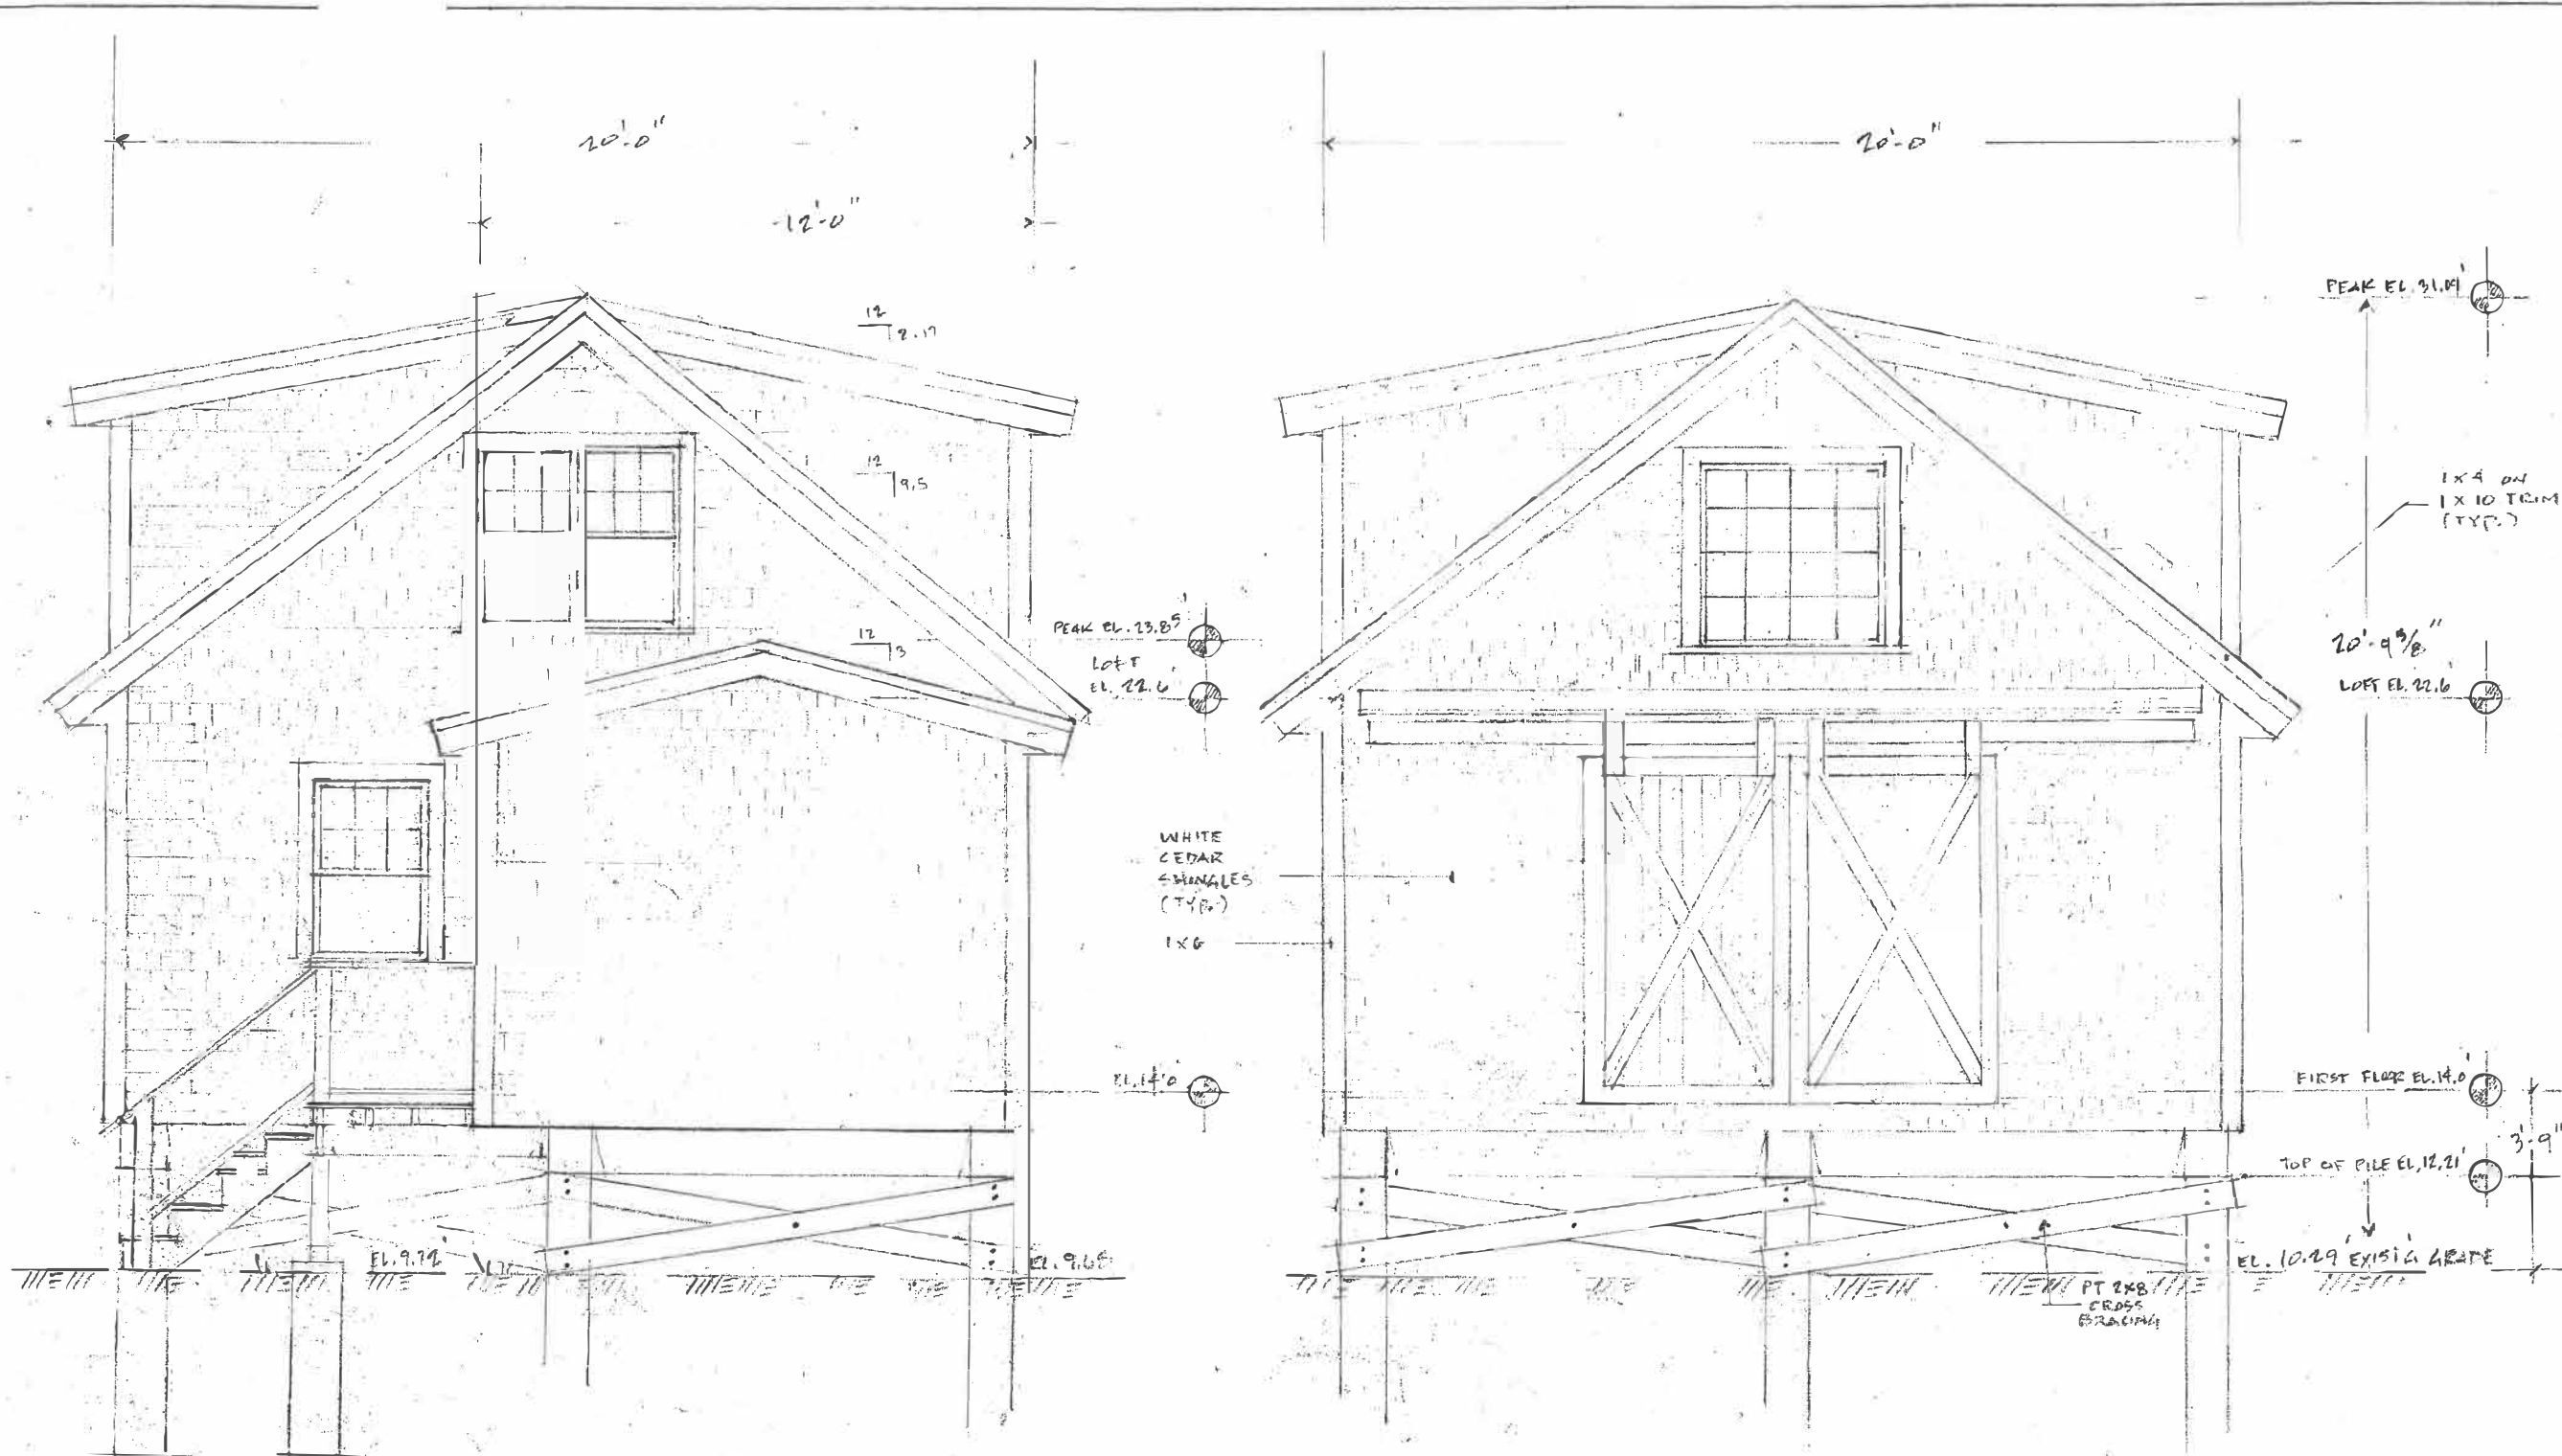 20'-0"
12'-0"
12
2.17
12
9.5
12
3
PEAK EL. 23.85'
LOFT
EL. 22.6'
EL. 14.0'
EL. 9.72'
EL. 9.68'
20'-0"
WHITE
CEDAR
SHINGLES
(TYP.)
1x6
PEAK EL. 31.09'
1x4 ON
1x10 TRIM
(TYP.)
20'-9 5/8"
LOFT EL. 22.6'
FIRST FLOOR EL. 14.0'
3'-9"
TOP OF PILE EL. 12.21'
EL. 10.29' EXIST'G GRADE
PT 2x8
CROSS
BRACING